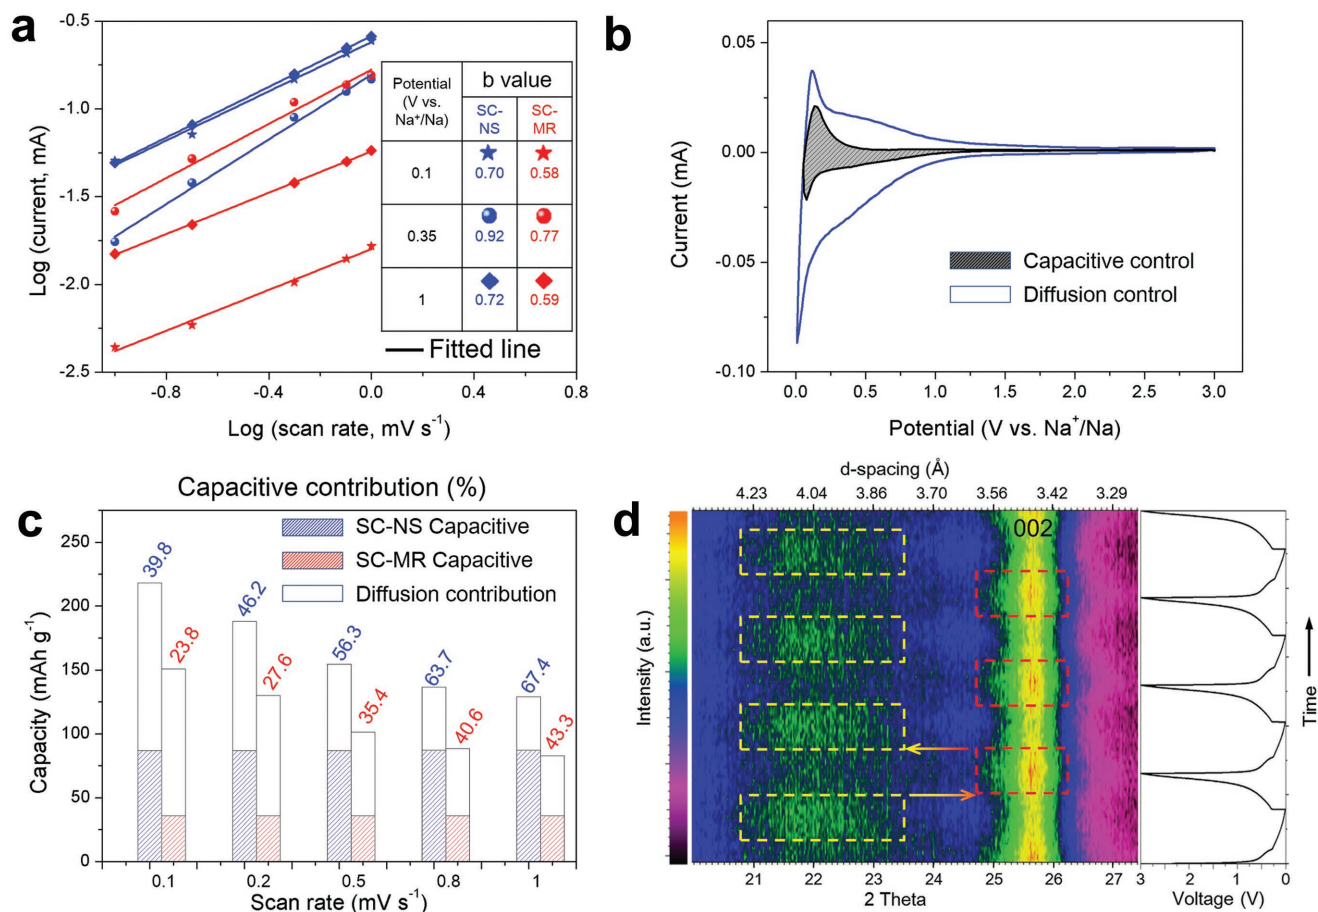 a
-0.5
-1.0
-1.5
-2.0
-2.5
Log (current, mA)
-0.8
-0.4
0.0
0.4
0.8
Log (scan rate, mV s⁻¹)
Potential
(V vs.
Na⁺/Na)
b value
SC-
NS
SC-
MR
0.1
0.70
0.58
0.35
0.92
0.77
1
0.72
0.59
Fitted line
b
0.05
0.00
-0.05
-0.10
Current (mA)
Capacitive control
Diffusion control
0.0
0.5
1.0
1.5
2.0
2.5
3.0
Potential (V vs. Na⁺/Na)
Capacitive contribution (%)
c
SC-NS Capacitive
SC-MR Capacitive
Diffusion contribution
250
200
150
100
50
0
Capacity (mAh g⁻¹)
39.8
23.8
46.2
27.6
56.3
35.4
63.7
40.6
67.4
43.3
0.1
0.2
0.5
0.8
1
Scan rate (mV s⁻¹)
d
d-spacing (Å)
4.23
4.04
3.86
3.70
3.56
3.42
3.29
002
Intensity (a.u.)
21
22
23
24
25
26
27
2 Theta
3
2
1
0
Voltage (V)
Time